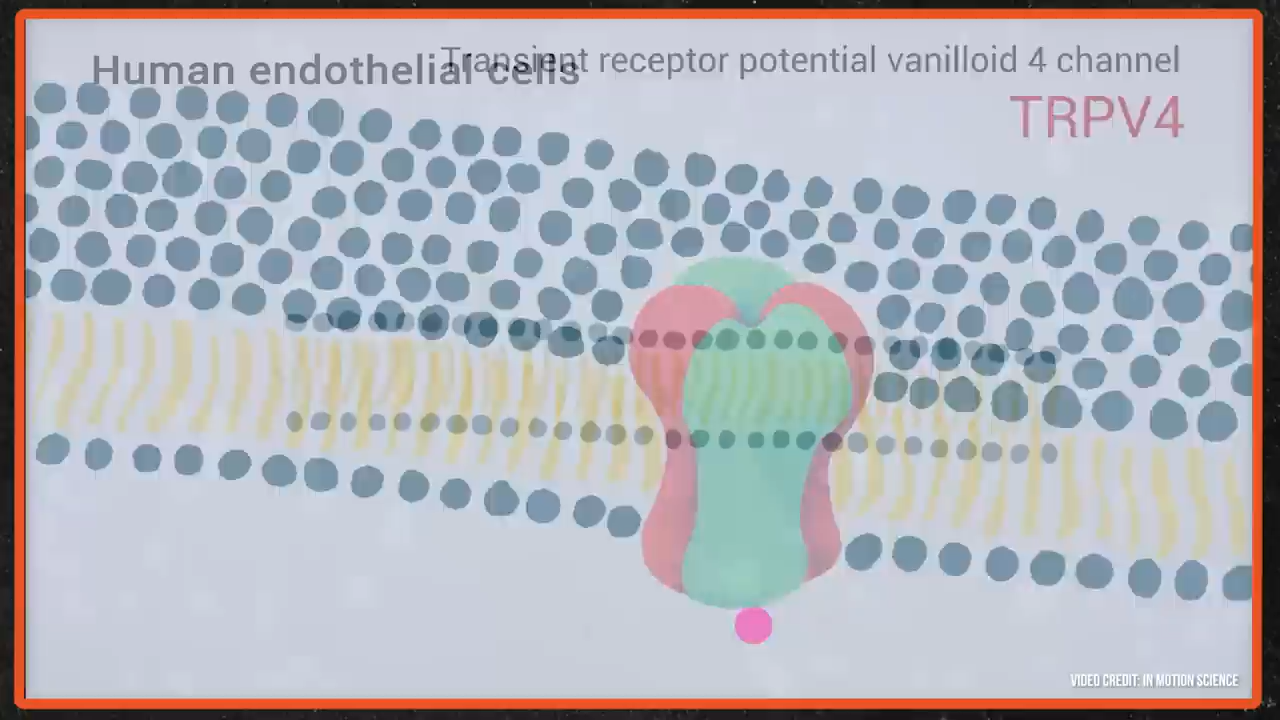 Human endothelial cells
Transient receptor potential vanilloid 4 channel
TRPV4
VIDEO CREDIT: IN MOTION SCIENCE